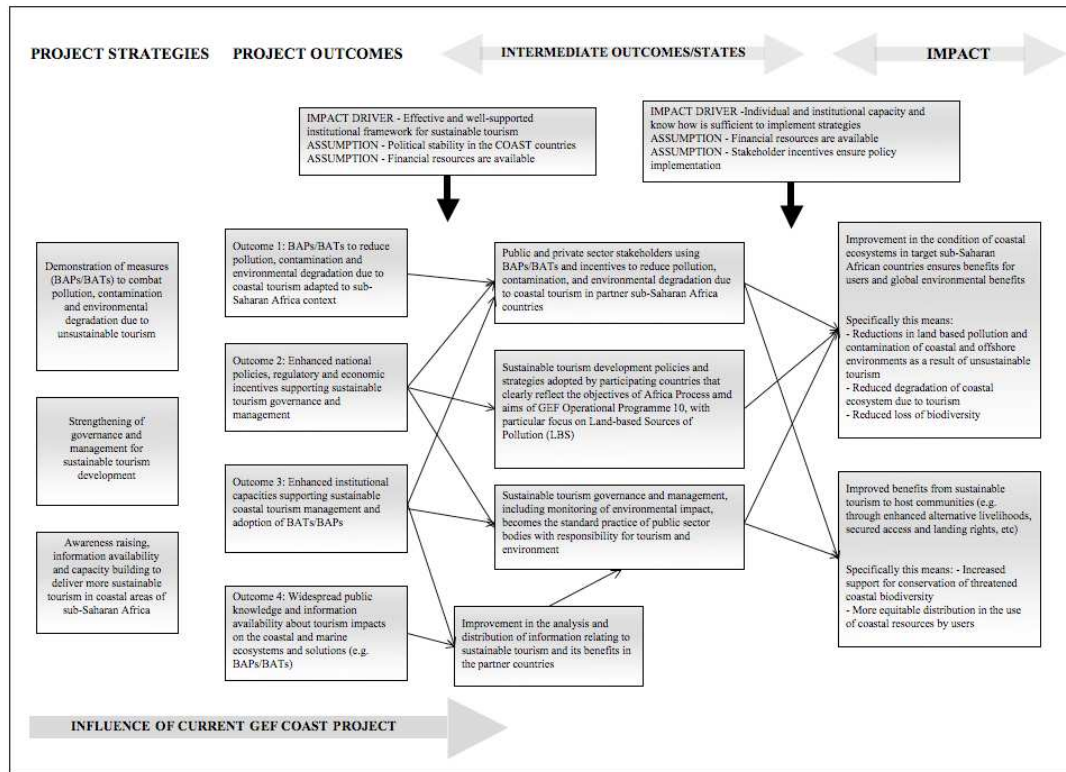 PROJECT STRATEGIES
PROJECT OUTCOMES
INTERMEDIATE OUTCOMES/STATES
IMPACT
IMPACT DRIVER - Effective and well-supported
institutional framework for sustainable tourism
ASSUMPTION - Political stability in the COAST countries
ASSUMPTION - Financial resources are available
IMPACT DRIVER -Individual and institutional capacity and
know how is sufficient to implement strategies
ASSUMPTION - Financial resources are available
ASSUMPTION - Stakeholder incentives ensure policy
implementation
Demonstration of measures
(BAPs/BATs) to combat
pollution, contamination
and environmental
degradation due to
unsustainable tourism
Strengthening of
governance and
management for
sustainable tourism
development
Awareness raising,
information availability
and capacity building to
deliver more sustainable
tourism in coastal areas of
sub-Saharan Africa
Outcome 1: BAPs/BATs to reduce
pollution, contamination and
environmental degradation due to
coastal tourism adapted to sub-
Saharan Africa context
Outcome 2: Enhanced national
policies, regulatory and economic
incentives supporting sustainable
tourism governance and
management
Outcome 3: Enhanced institutional
capacities supporting sustainable
coastal tourism management and
adoption of BATs/BAPs
Outcome 4: Widespread public
knowledge and information
availability about tourism impacts
on the coastal and marine
ecosystems and solutions (e.g.
BAPs/BATs)
Public and private sector stakeholders using
BAPs/BATs and incentives to reduce pollution,
contamination, and environmental degradation due
to coastal tourism in partner sub-Saharan Africa
countries
Sustainable tourism development policies and
strategies adopted by participating countries that
clearly reflect the objectives of Africa Process amd
aims of GEF Operational Programme 10, with
particular focus on Land-based Sources of
Pollution (LBS)
Sustainable tourism governance and management,
including monitoring of environmental impact,
becomes the standard practice of public sector
bodies with responsibility for tourism and
environment
Improvement in the analysis and
distribution of information relating to
sustainable tourism and its benefits in
the partner countries
Improvement in the condition of coastal
ecosystems in target sub-Saharan
African countries ensures benefits for
users and global environmental benefits
Specifically this means:
- Reductions in land based pollution and
contamination of coastal and offshore
environments as a result of unsustainable
tourism
- Reduced degradation of coastal
ecosystem due to tourism
- Reduced loss of biodiversity
Improved benefits from sustainable
tourism to host communities (e.g.
through enhanced alternative livelihoods,
secured access and landing rights, etc)
Specifically this means: - Increased
support for conservation of threatened
coastal biodiversity
- More equitable distribution in the use
of coastal resources by users
INFLUENCE OF CURRENT GEF COAST PROJECT